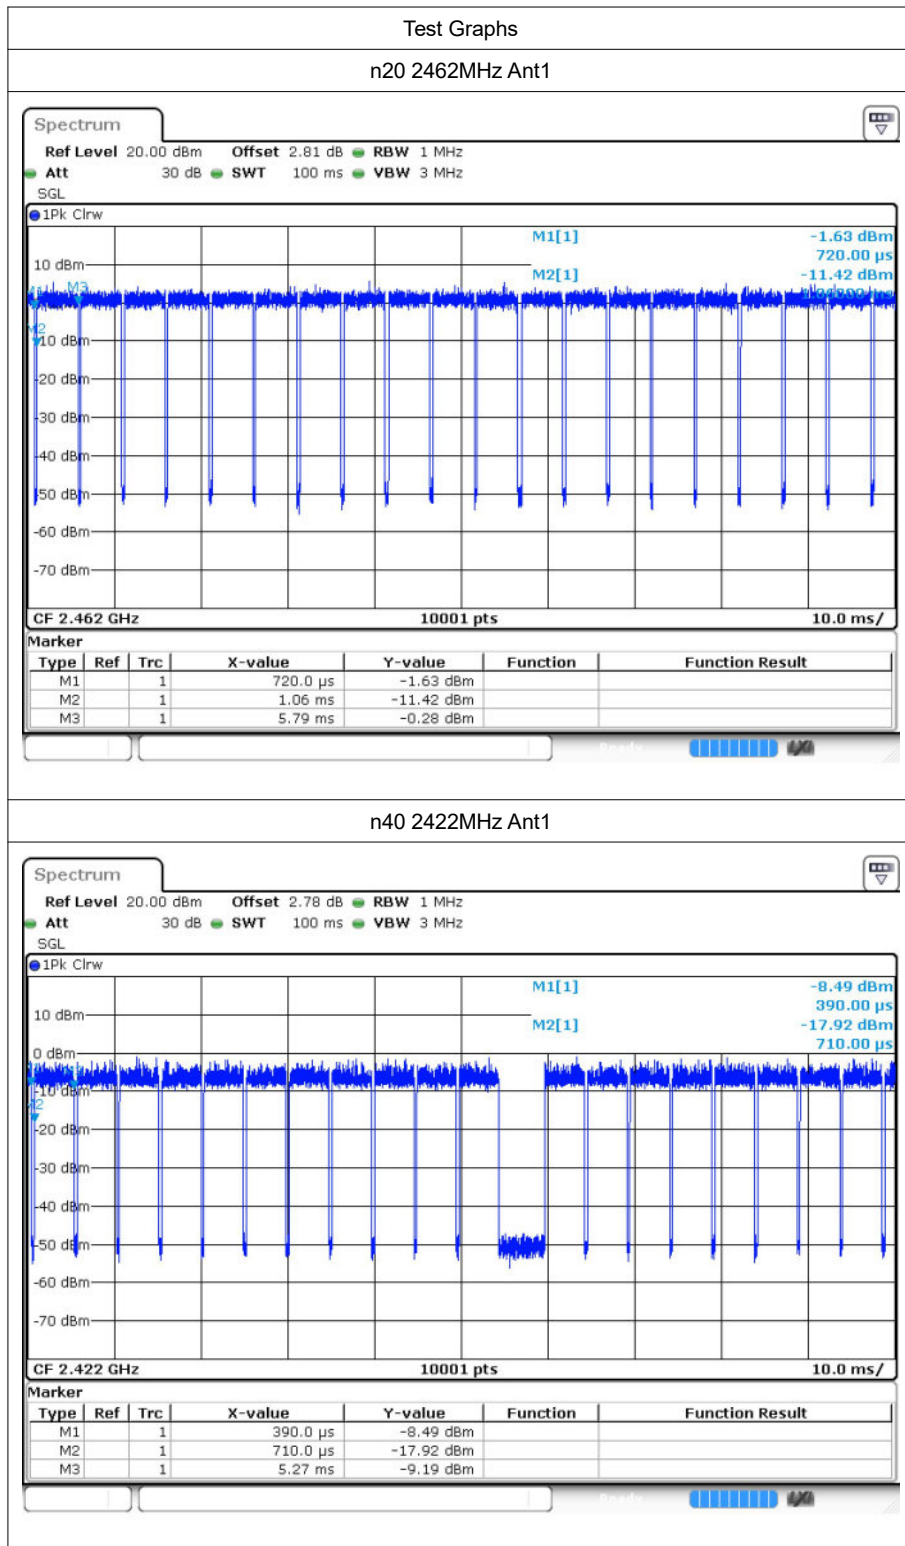 Test Graphs
n20 2462MHz Ant1
Spectrum
Ref Level 20.00 dBm Offset 2.81 dB RBW 1 MHz
Att 30 dB SWT 100 ms VBW 3 MHz
SGL
1Pk Clrw
M1[1] -1.63 dBm
720.00 µs
10 dBm
M2[1] -11.42 dBm
M3
M2
-10 dBm
-20 dBm
-30 dBm
-40 dBm
-50 dBm
-60 dBm
-70 dBm
CF 2.462 GHz 10001 pts 10.0 ms/
Marker
Type Ref Trc X-value Y-value Function Function Result
M1 1 720.0 µs -1.63 dBm
M2 1 1.06 ms -11.42 dBm
M3 1 5.79 ms -0.28 dBm
n40 2422MHz Ant1
Spectrum
Ref Level 20.00 dBm Offset 2.78 dB RBW 1 MHz
Att 30 dB SWT 100 ms VBW 3 MHz
SGL
1Pk Clrw
M1[1] -8.49 dBm
390.00 µs
10 dBm
M2[1] -17.92 dBm
710.00 µs
0 dBm
-10 dBm
-20 dBm
-30 dBm
-40 dBm
-50 dBm
-60 dBm
-70 dBm
CF 2.422 GHz 10001 pts 10.0 ms/
Marker
Type Ref Trc X-value Y-value Function Function Result
M1 1 390.0 µs -8.49 dBm
M2 1 710.0 µs -17.92 dBm
M3 1 5.27 ms -9.19 dBm